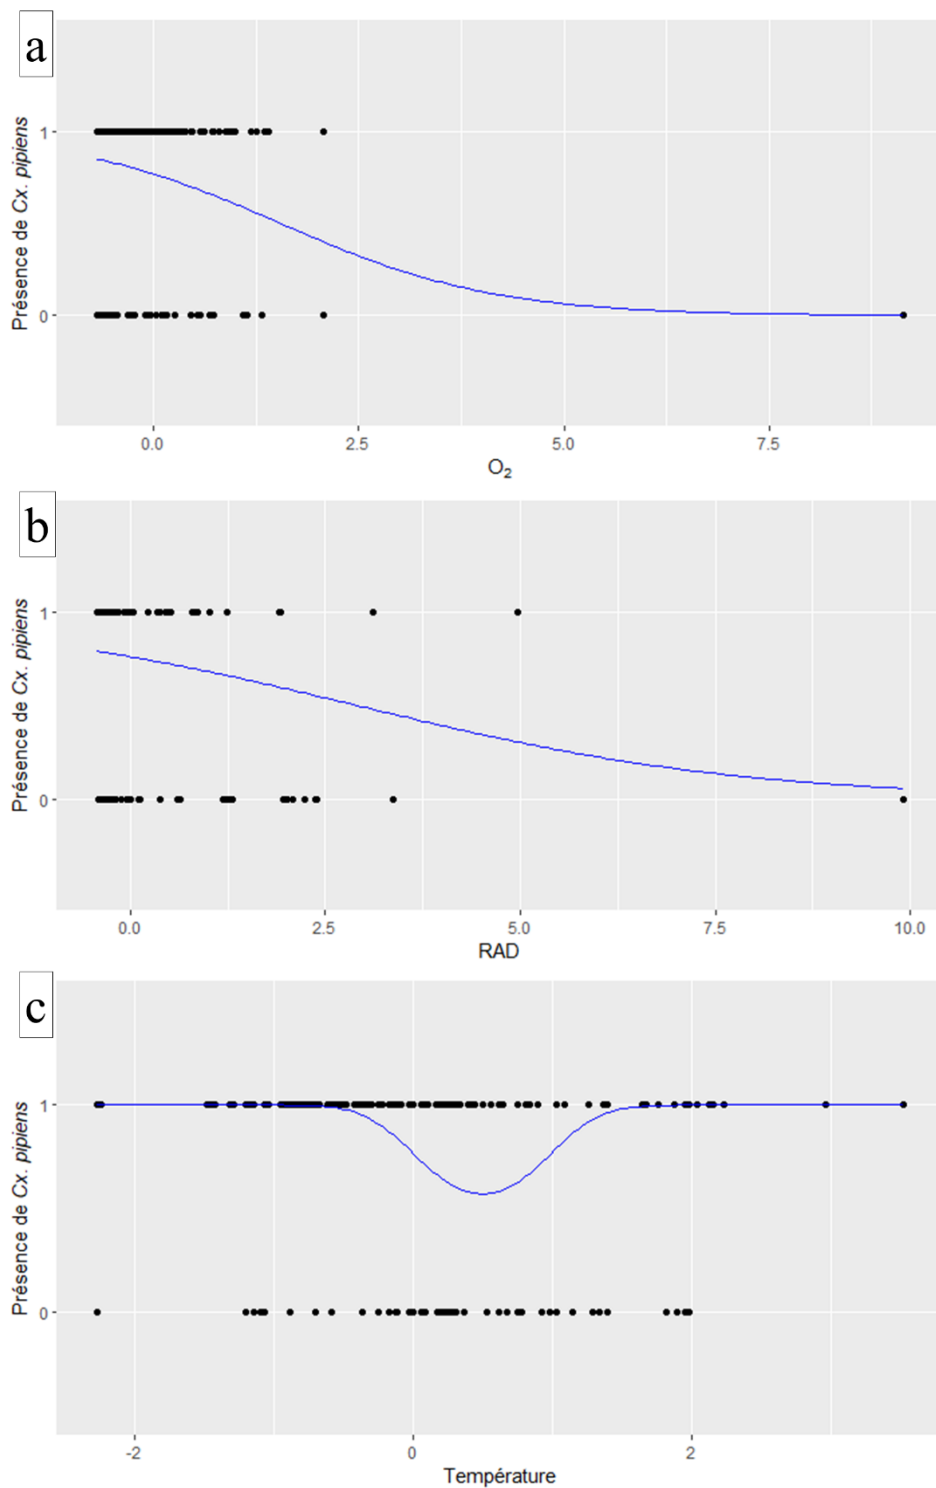 a
Présence de Cx. pipiens
1
0
0.0 2.5 5.0 7.5
O₂
b
Présence de Cx. pipiens
1
0
0.0 2.5 5.0 7.5 10.0
RAD
c
Présence de Cx. pipiens
1
0
-2 0 2
Température